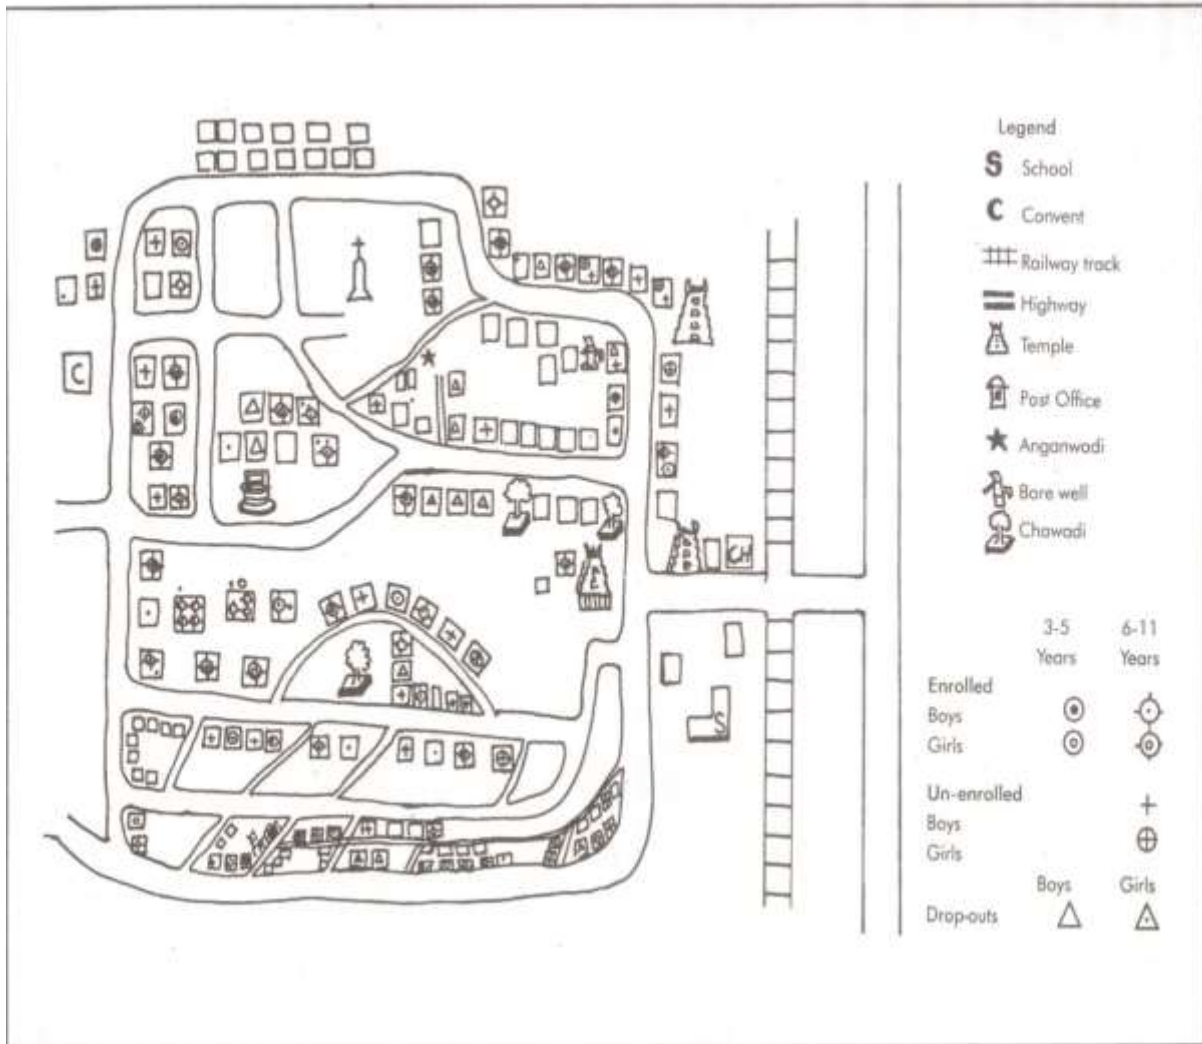 Legend
S School
C Convent
Railway track
Highway
Temple
Post Office
Anganwadi
Bore well
Chawadi
3-5 6-11
Years Years
Enrolled
Boys
Girls
Un-enrolled
Boys
Girls
Boys Girls
Drop-outs
C
CH
S